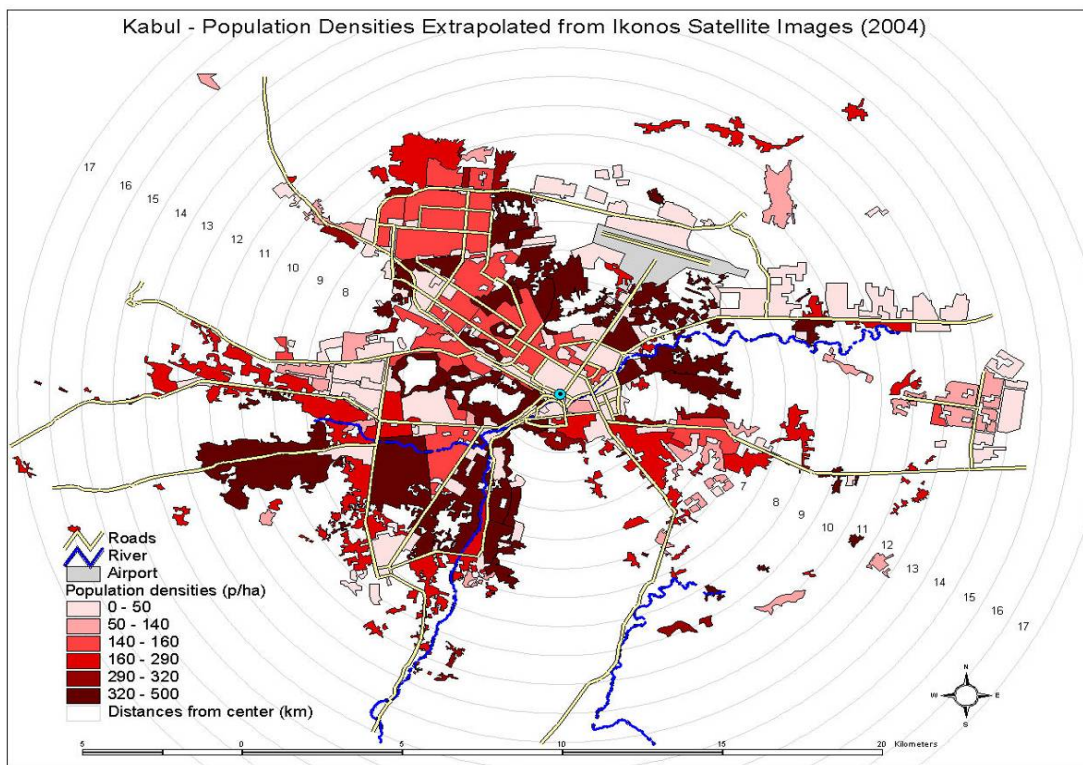 Kabul - Population Densities Extrapolated from Ikonos Satellite Images (2004)
17
16
15
14
13
12
11
10
9
8
7
8
9
10
11
12
13
14
15
16
17
Roads
River
Airport
Population densities (p/ha)
0 - 50
50 - 140
140 - 160
160 - 290
290 - 320
320 - 500
Distances from center (km)
N
W E
S
5 0 5 10 15 20 Kilometers